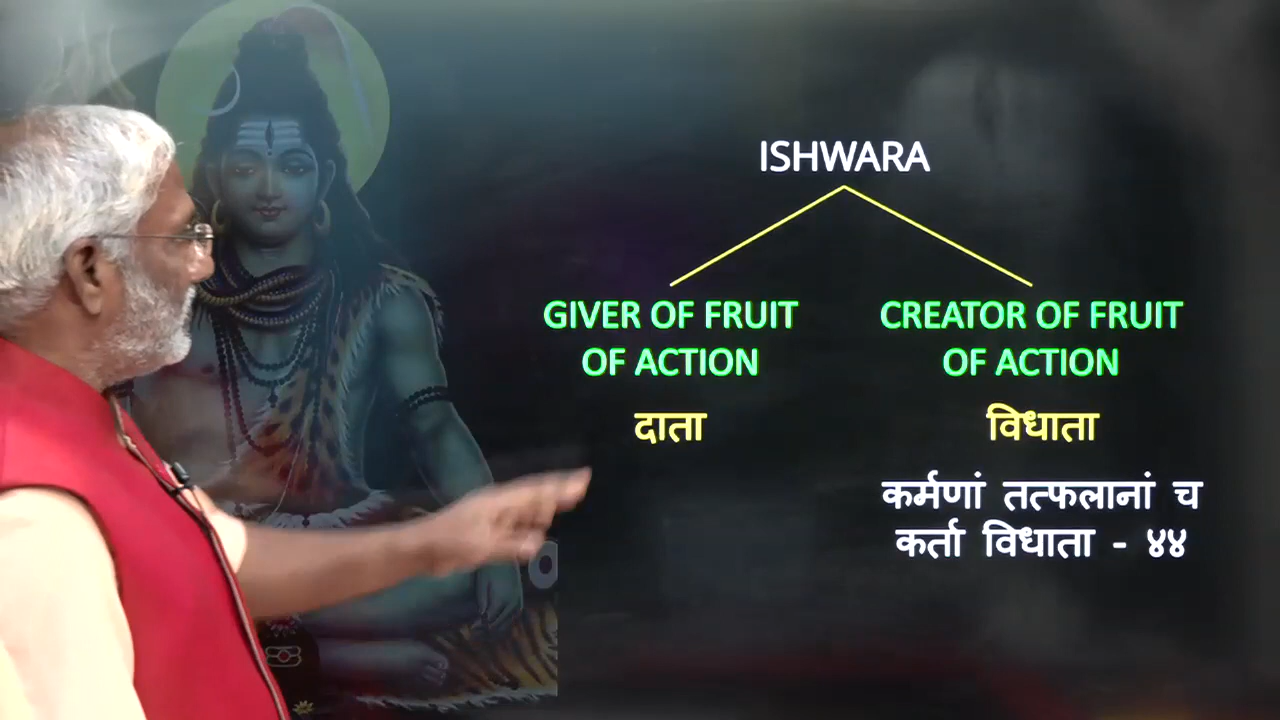 ISHWARA
GIVER OF FRUIT
OF ACTION
दाता
CREATOR OF FRUIT
OF ACTION
विधाता
कर्मणां तत्फलानां च
कर्ता विधाता - ४४